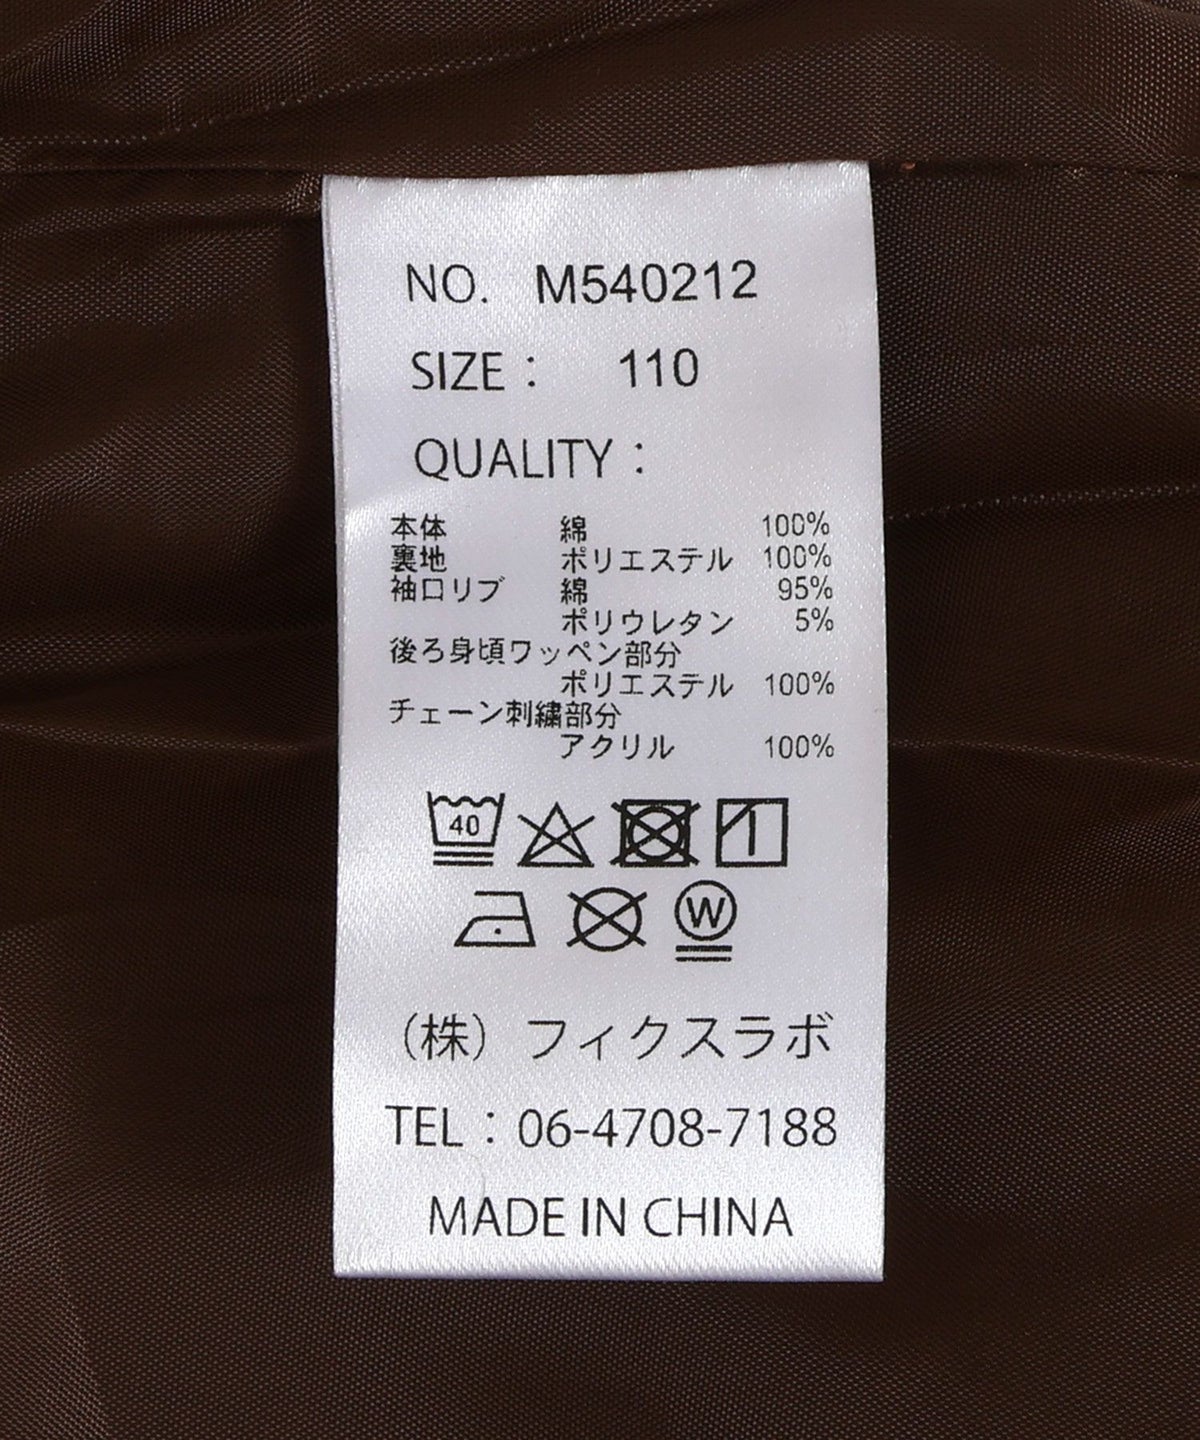 NO. M540212
SIZE： 110
QUALITY：
本体 綿 100%
裏地 ポリエステル 100%
袖口リブ 綿 95%
ポリウレタン 5%
後ろ身頃ワッペン部分
ポリエステル 100%
チェーン刺繍部分
アクリル 100%
40
W
（株）フィクスラボ
TEL：06-4708-7188
MADE IN CHINA